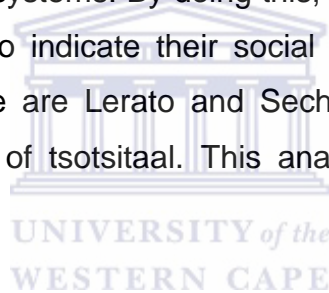 systems. By doing this,
o indicate their social
e are Lerato and Sech
of tsotsitaal. This ana
UNIVERSITY of the
WESTERN CAPE